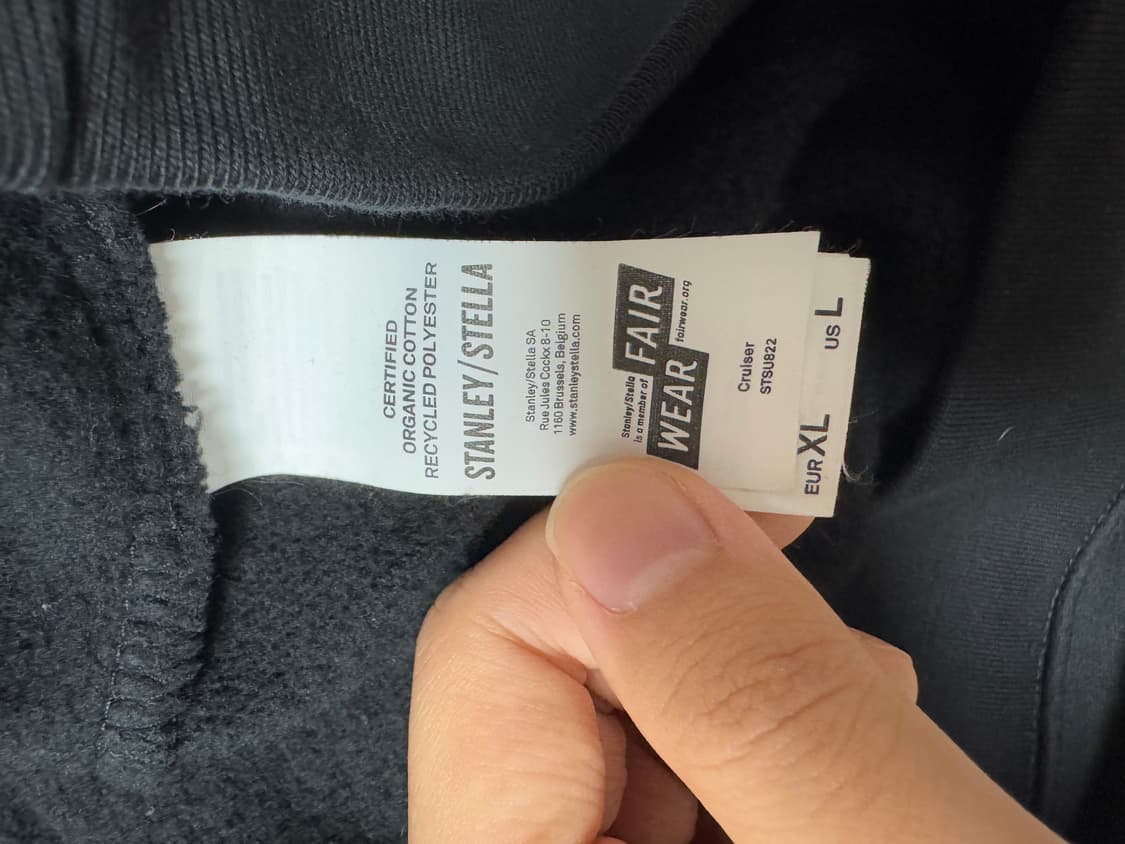 CERTIFIED
ORGANIC COTTON
RECYCLED POLYESTER
STANLEY/STELLA
Stanley/Stella SA
Rue Jules Cockx 8-10
1160 Brussels, Belgium
www.stanleystella.com
Stanley/Stella
is a member of
FAIR
WEAR
fairwear.org
Cruiser
STSU822
EUR XL US L